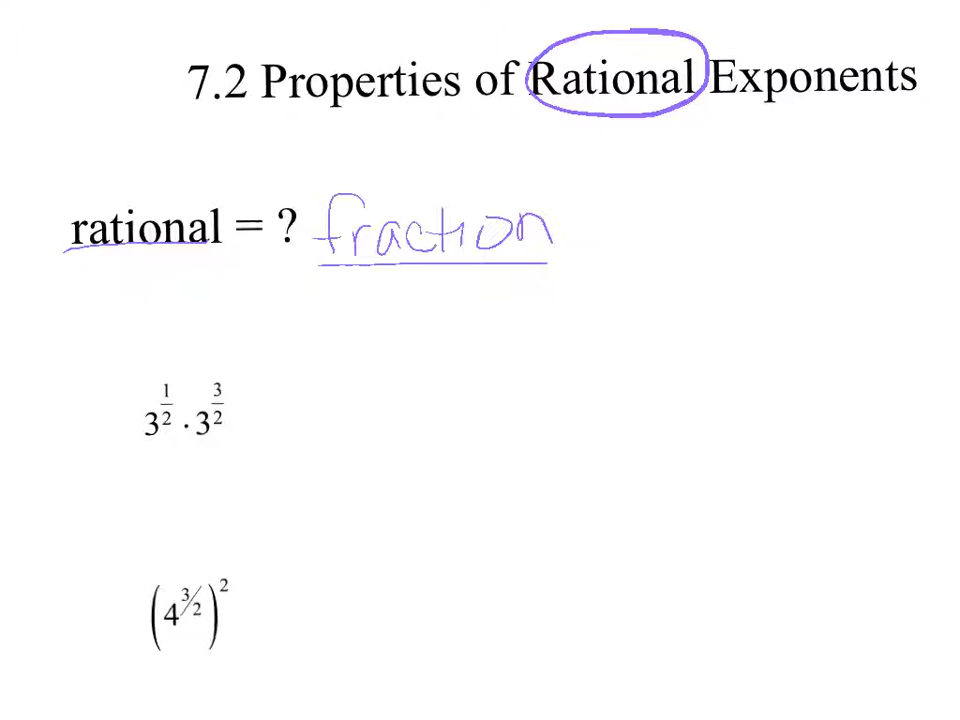 7.2 Properties of Rational Exponents
rational = ? fraction
3^{1/2} · 3^{3/2}
(4^{3/2})^2